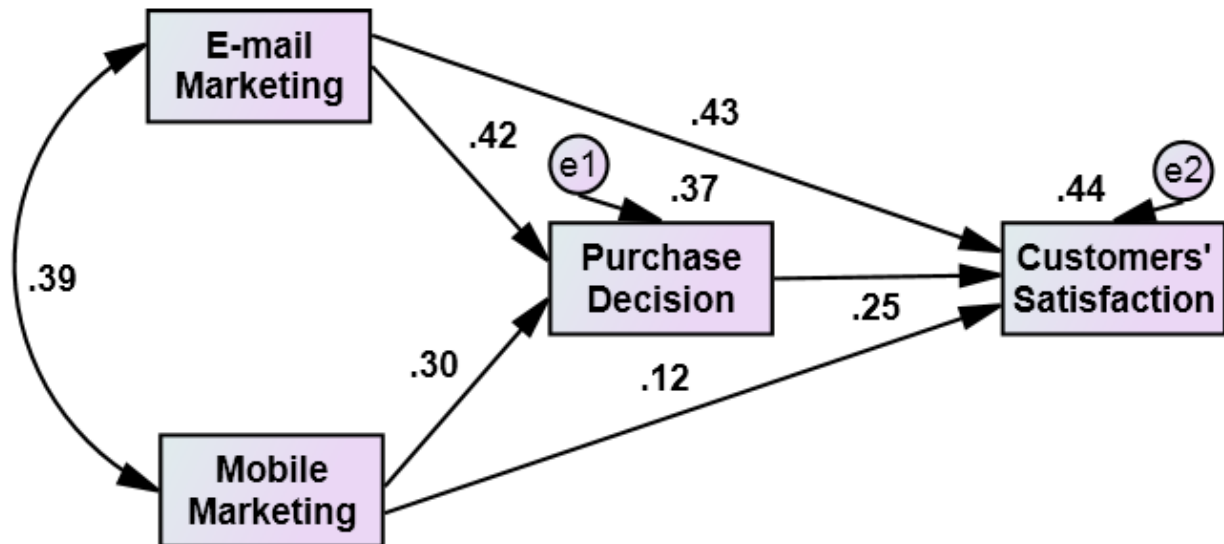 E-mail
Marketing
.43
.42
e1
.37
.44
e2
Purchase
Decision
Customers'
Satisfaction
.39
.25
.30
.12
Mobile
Marketing